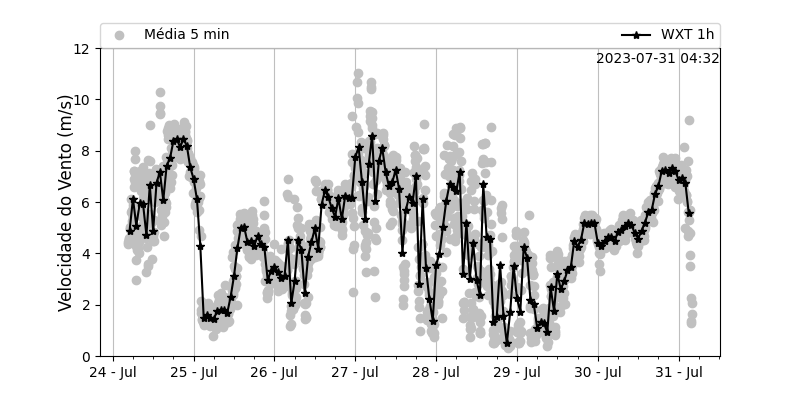 Média 5 min
WXT 1h
2023-07-31 04:32
Velocidade do Vento (m/s)
12
10
8
6
4
2
0
24 - Jul
25 - Jul
26 - Jul
27 - Jul
28 - Jul
29 - Jul
30 - Jul
31 - Jul